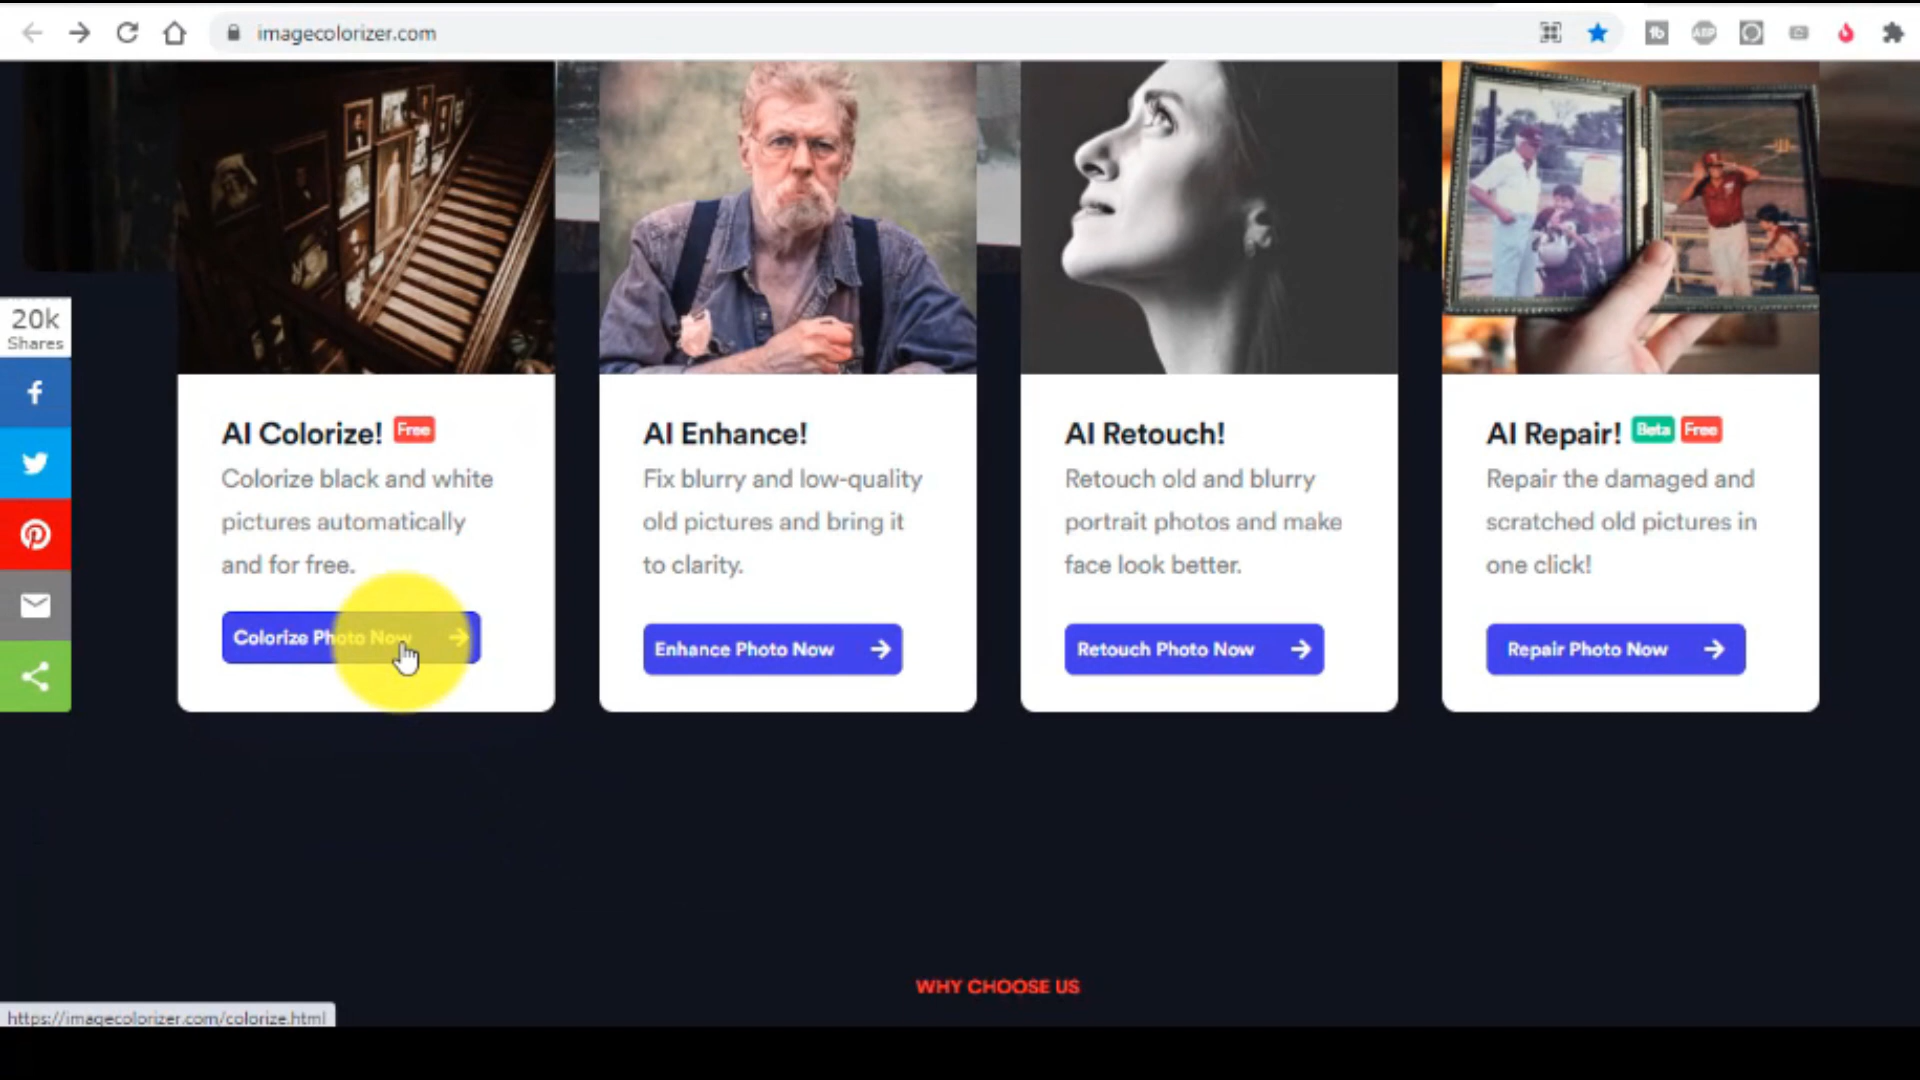 imagecolorizer.com
20k
Shares
AI Colorize! Free
Colorize black and white
pictures automatically
and for free.
Colorize Photo Now
AI Enhance!
Fix blurry and low-quality
old pictures and bring it
to clarity.
Enhance Photo Now
AI Retouch!
Retouch old and blurry
portrait photos and make
face look better.
Retouch Photo Now
AI Repair! Beta Free
Repair the damaged and
scratched old pictures in
one click!
Repair Photo Now
WHY CHOOSE US
https://imagecolorizer.com/colorize.html
ABP